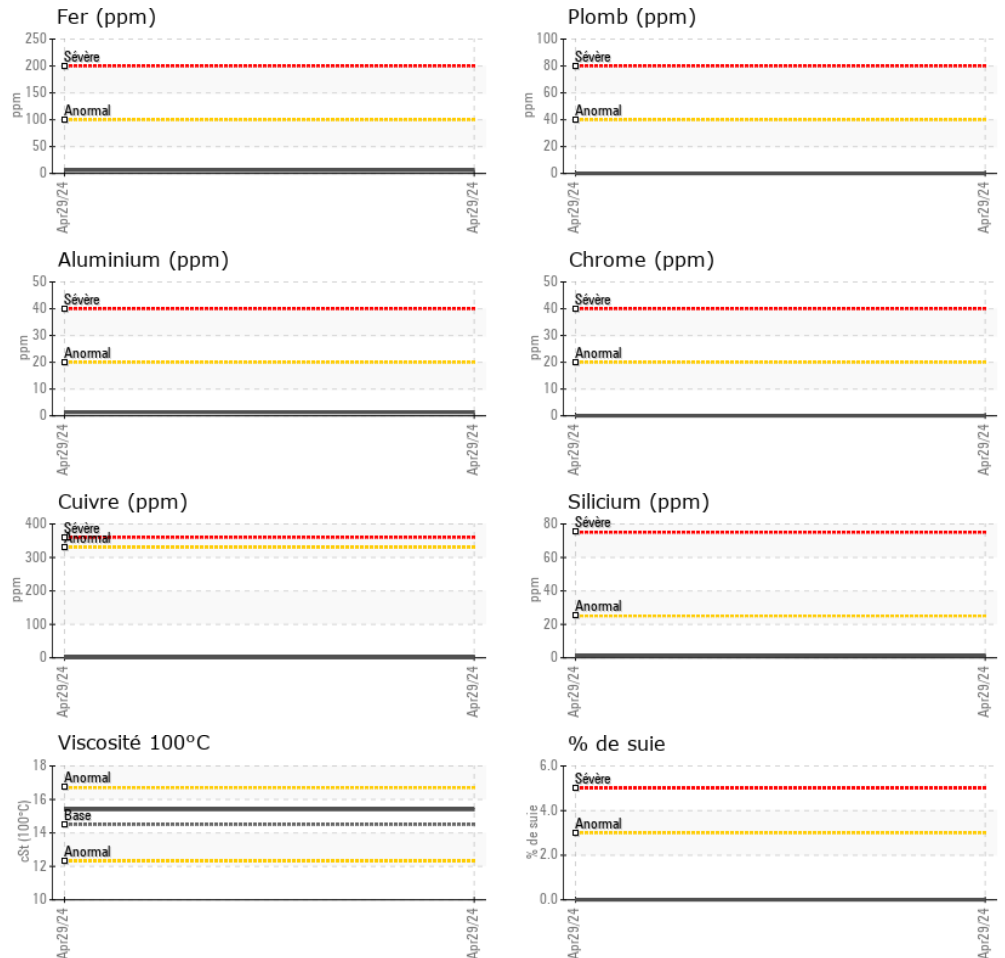 Fer (ppm)
250
200
150
100
50
0
ppm
Sévère
Anormal
Apr29/24
Apr29/24
Plomb (ppm)
100
80
60
40
20
0
ppm
Sévère
Anormal
Apr29/24
Apr29/24
Aluminium (ppm)
50
40
30
20
10
0
ppm
Sévère
Anormal
Apr29/24
Apr29/24
Chrome (ppm)
50
40
30
20
10
0
ppm
Sévère
Anormal
Apr29/24
Apr29/24
Cuivre (ppm)
400
300
200
100
0
ppm
Sévère
Anormal
Apr29/24
Apr29/24
Silicium (ppm)
80
60
40
20
0
ppm
Sévère
Anormal
Apr29/24
Apr29/24
Viscosité 100°C
18
16
14
12
10
cSt (100°C)
Anormal
Base
Anormal
Apr29/24
Apr29/24
% de suie
6.0
4.0
2.0
0.0
% de suie
Sévère
Anormal
Apr29/24
Apr29/24